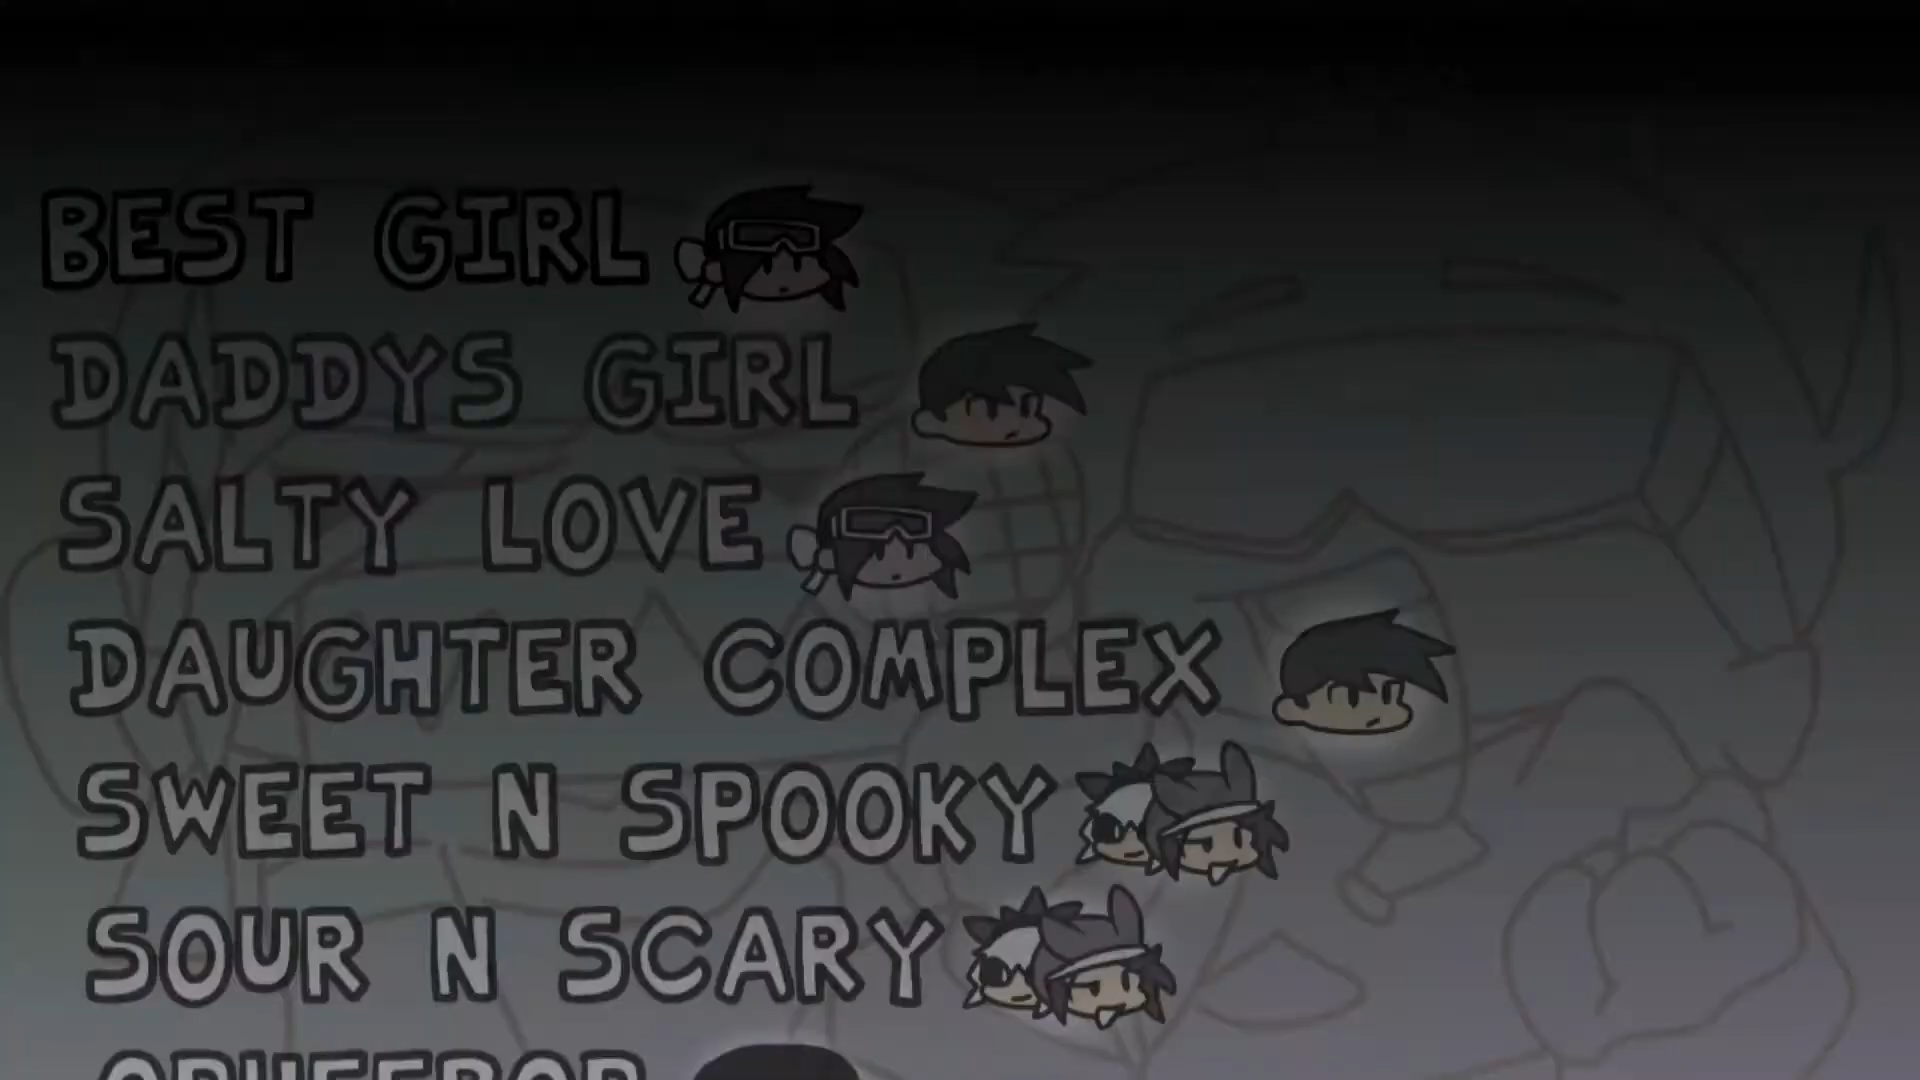 BEST GIRL
DADDYS GIRL
SALTY LOVE
DAUGHTER COMPLEX
SWEET N SPOOKY
SOUR N SCARY